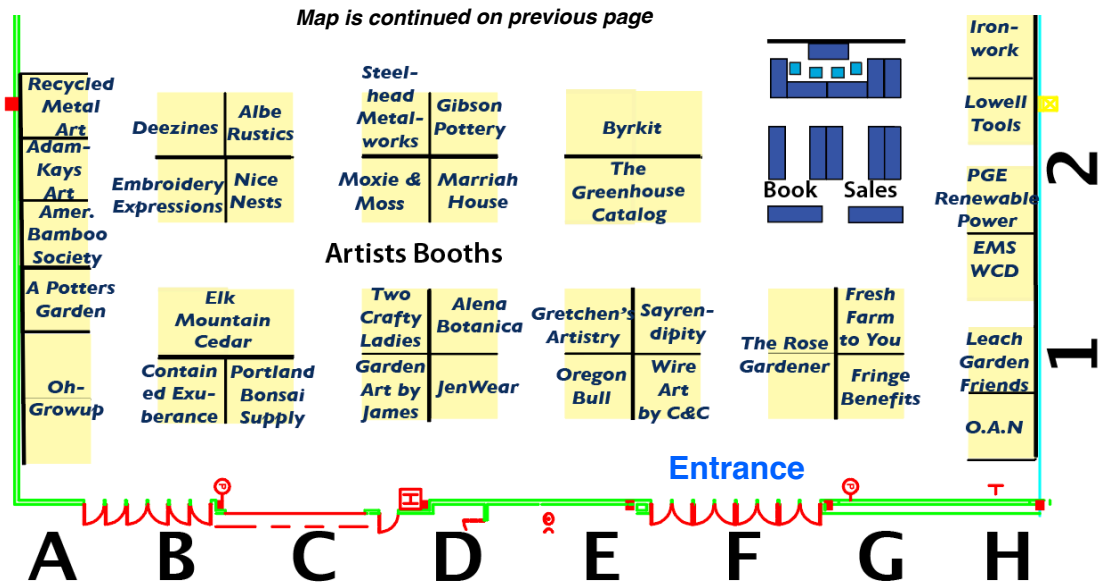 Map is continued on previous page
Recycled
Metal
Art
Adam-
Kays
Art
Amer.
Bamboo
Society
A Potters
Garden
Oh-
Growup
Deezines
Albe
Rustics
Embroidery
Expressions
Nice
Nests
Steel-
head
Metal-
works
Gibson
Pottery
Moxie &
Moss
Marriah
House
Byrkit
The
Greenhouse
Catalog
Book Sales
Iron-
work
Lowell
Tools
PGE
Renewable
Power
EMS
WCD
2
Artists Booths
Elk
Mountain
Cedar
Contain
ed Exu-
berance
Portland
Bonsai
Supply
Two
Crafty
Ladies
Alena
Botanica
Garden
Art by
James
JenWear
Gretchen's
Artistry
Sayren-
dipity
Oregon
Bull
Wire
Art
by C&C
The Rose
Gardener
Fresh
Farm
to You
Fringe
Benefits
Leach
Garden
Friends
O.A.N
1
Entrance
P
H
P
A B C D E F G H